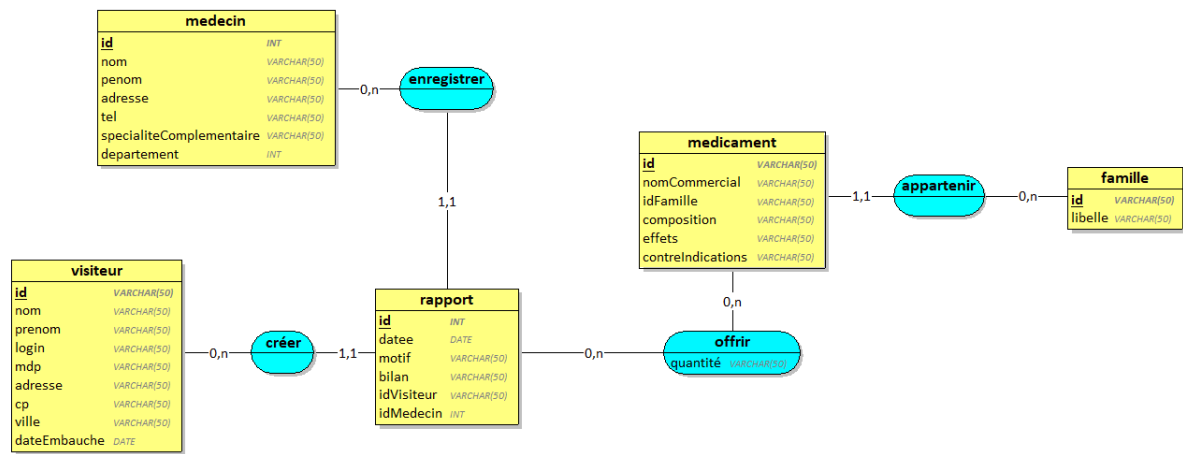 medecin
id INT
nom VARCHAR(50)
penom VARCHAR(50)
adresse VARCHAR(50)
tel VARCHAR(50)
specialiteComplementaire VARCHAR(50)
departement INT
0,n
enregistrer
1,1
medicament
id VARCHAR(50)
nomCommercial VARCHAR(50)
idFamille VARCHAR(50)
composition VARCHAR(50)
effets VARCHAR(50)
contreIndications VARCHAR(50)
1,1
appartenir
0,n
famille
id VARCHAR(50)
libelle VARCHAR(50)
visiteur
id VARCHAR(50)
nom VARCHAR(50)
prenom VARCHAR(50)
login VARCHAR(50)
mdp VARCHAR(50)
adresse VARCHAR(50)
cp VARCHAR(50)
ville VARCHAR(50)
dateEmbauche DATE
0,n
créer
1,1
rapport
id INT
datee DATE
motif VARCHAR(50)
bilan VARCHAR(50)
idVisiteur VARCHAR(50)
idMedecin INT
0,n
0,n
offrir
quantité VARCHAR(50)